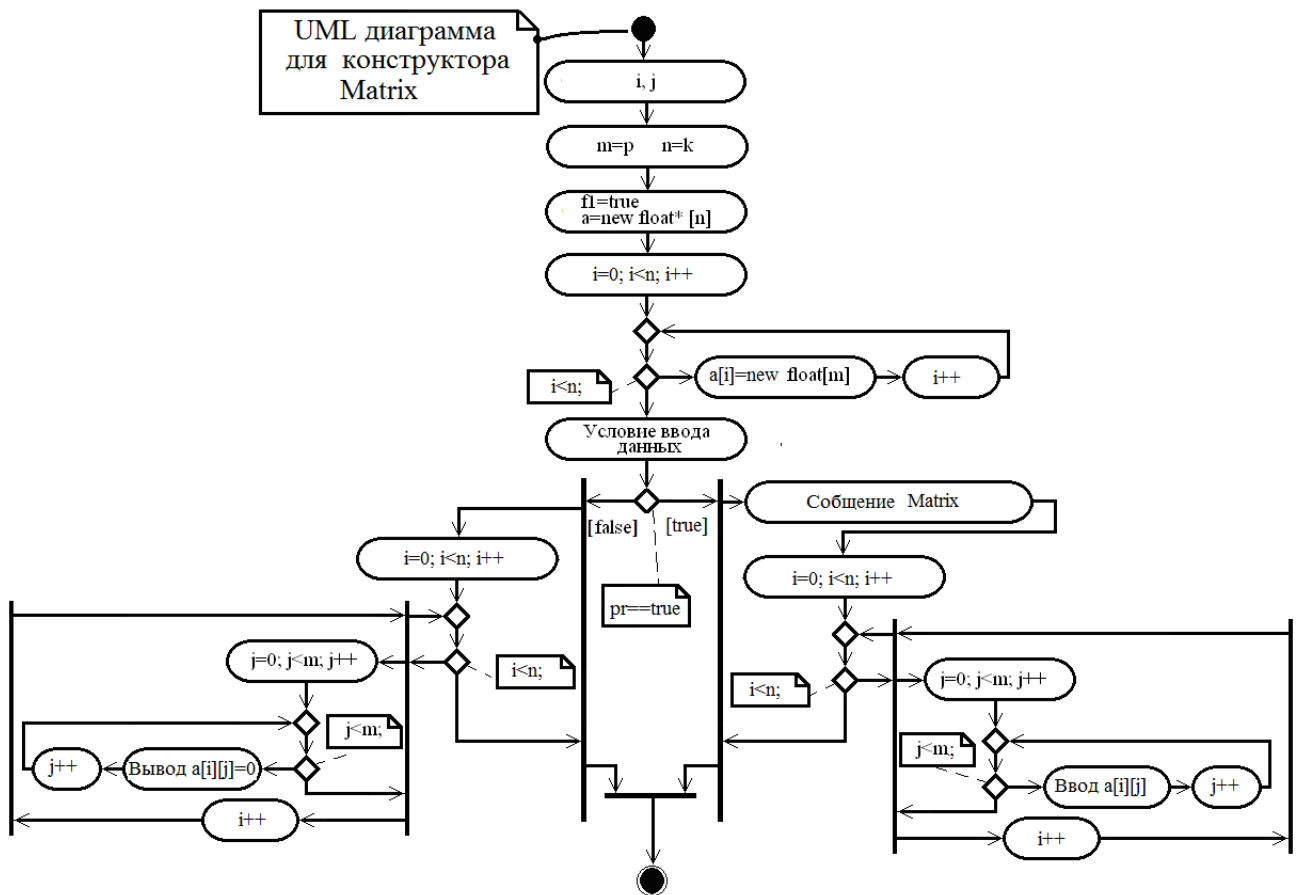 UML диаграмма
для конструктора
Matrix
i, j
m=p n=k
f1=true
a=new float* [n]
i=0; i<n; i++
i<n;
a[i]=new float[m]
i++
Условие ввода
данных
[false]
[true]
Собщение Matrix
i=0; i<n; i++
i=0; i<n; i++
pr==true
j=0; j<m; j++
i<n;
i<n;
j=0; j<m; j++
j<m;
j<m;
j++
Вывод a[i][j]=0
Ввод a[i][j]
j++
i++
i++